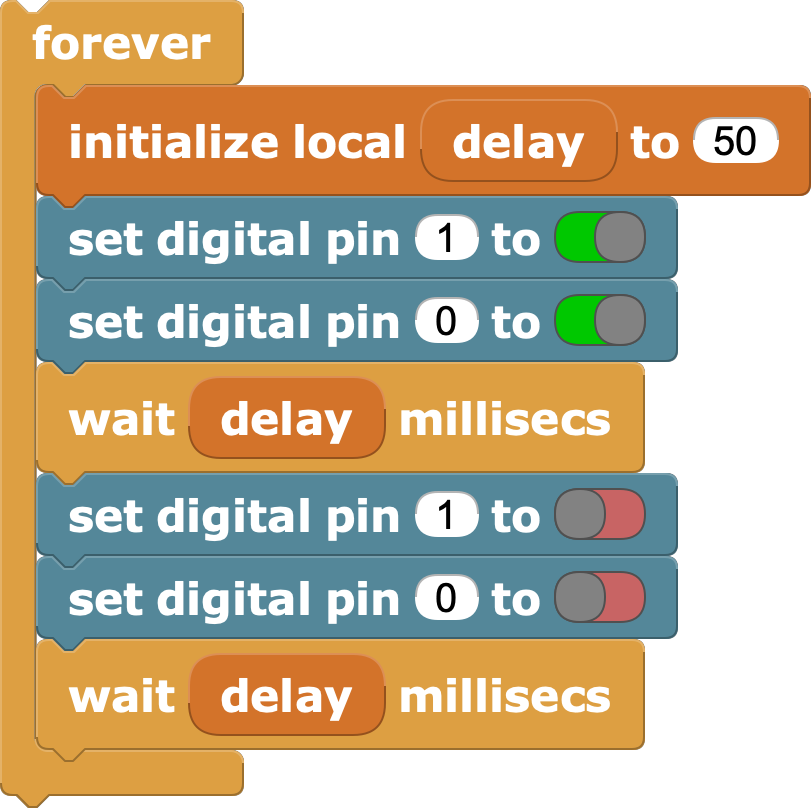 forever
initialize local delay to 50
set digital pin 1 to
set digital pin 0 to
wait delay millisecs
set digital pin 1 to
set digital pin 0 to
wait delay millisecs